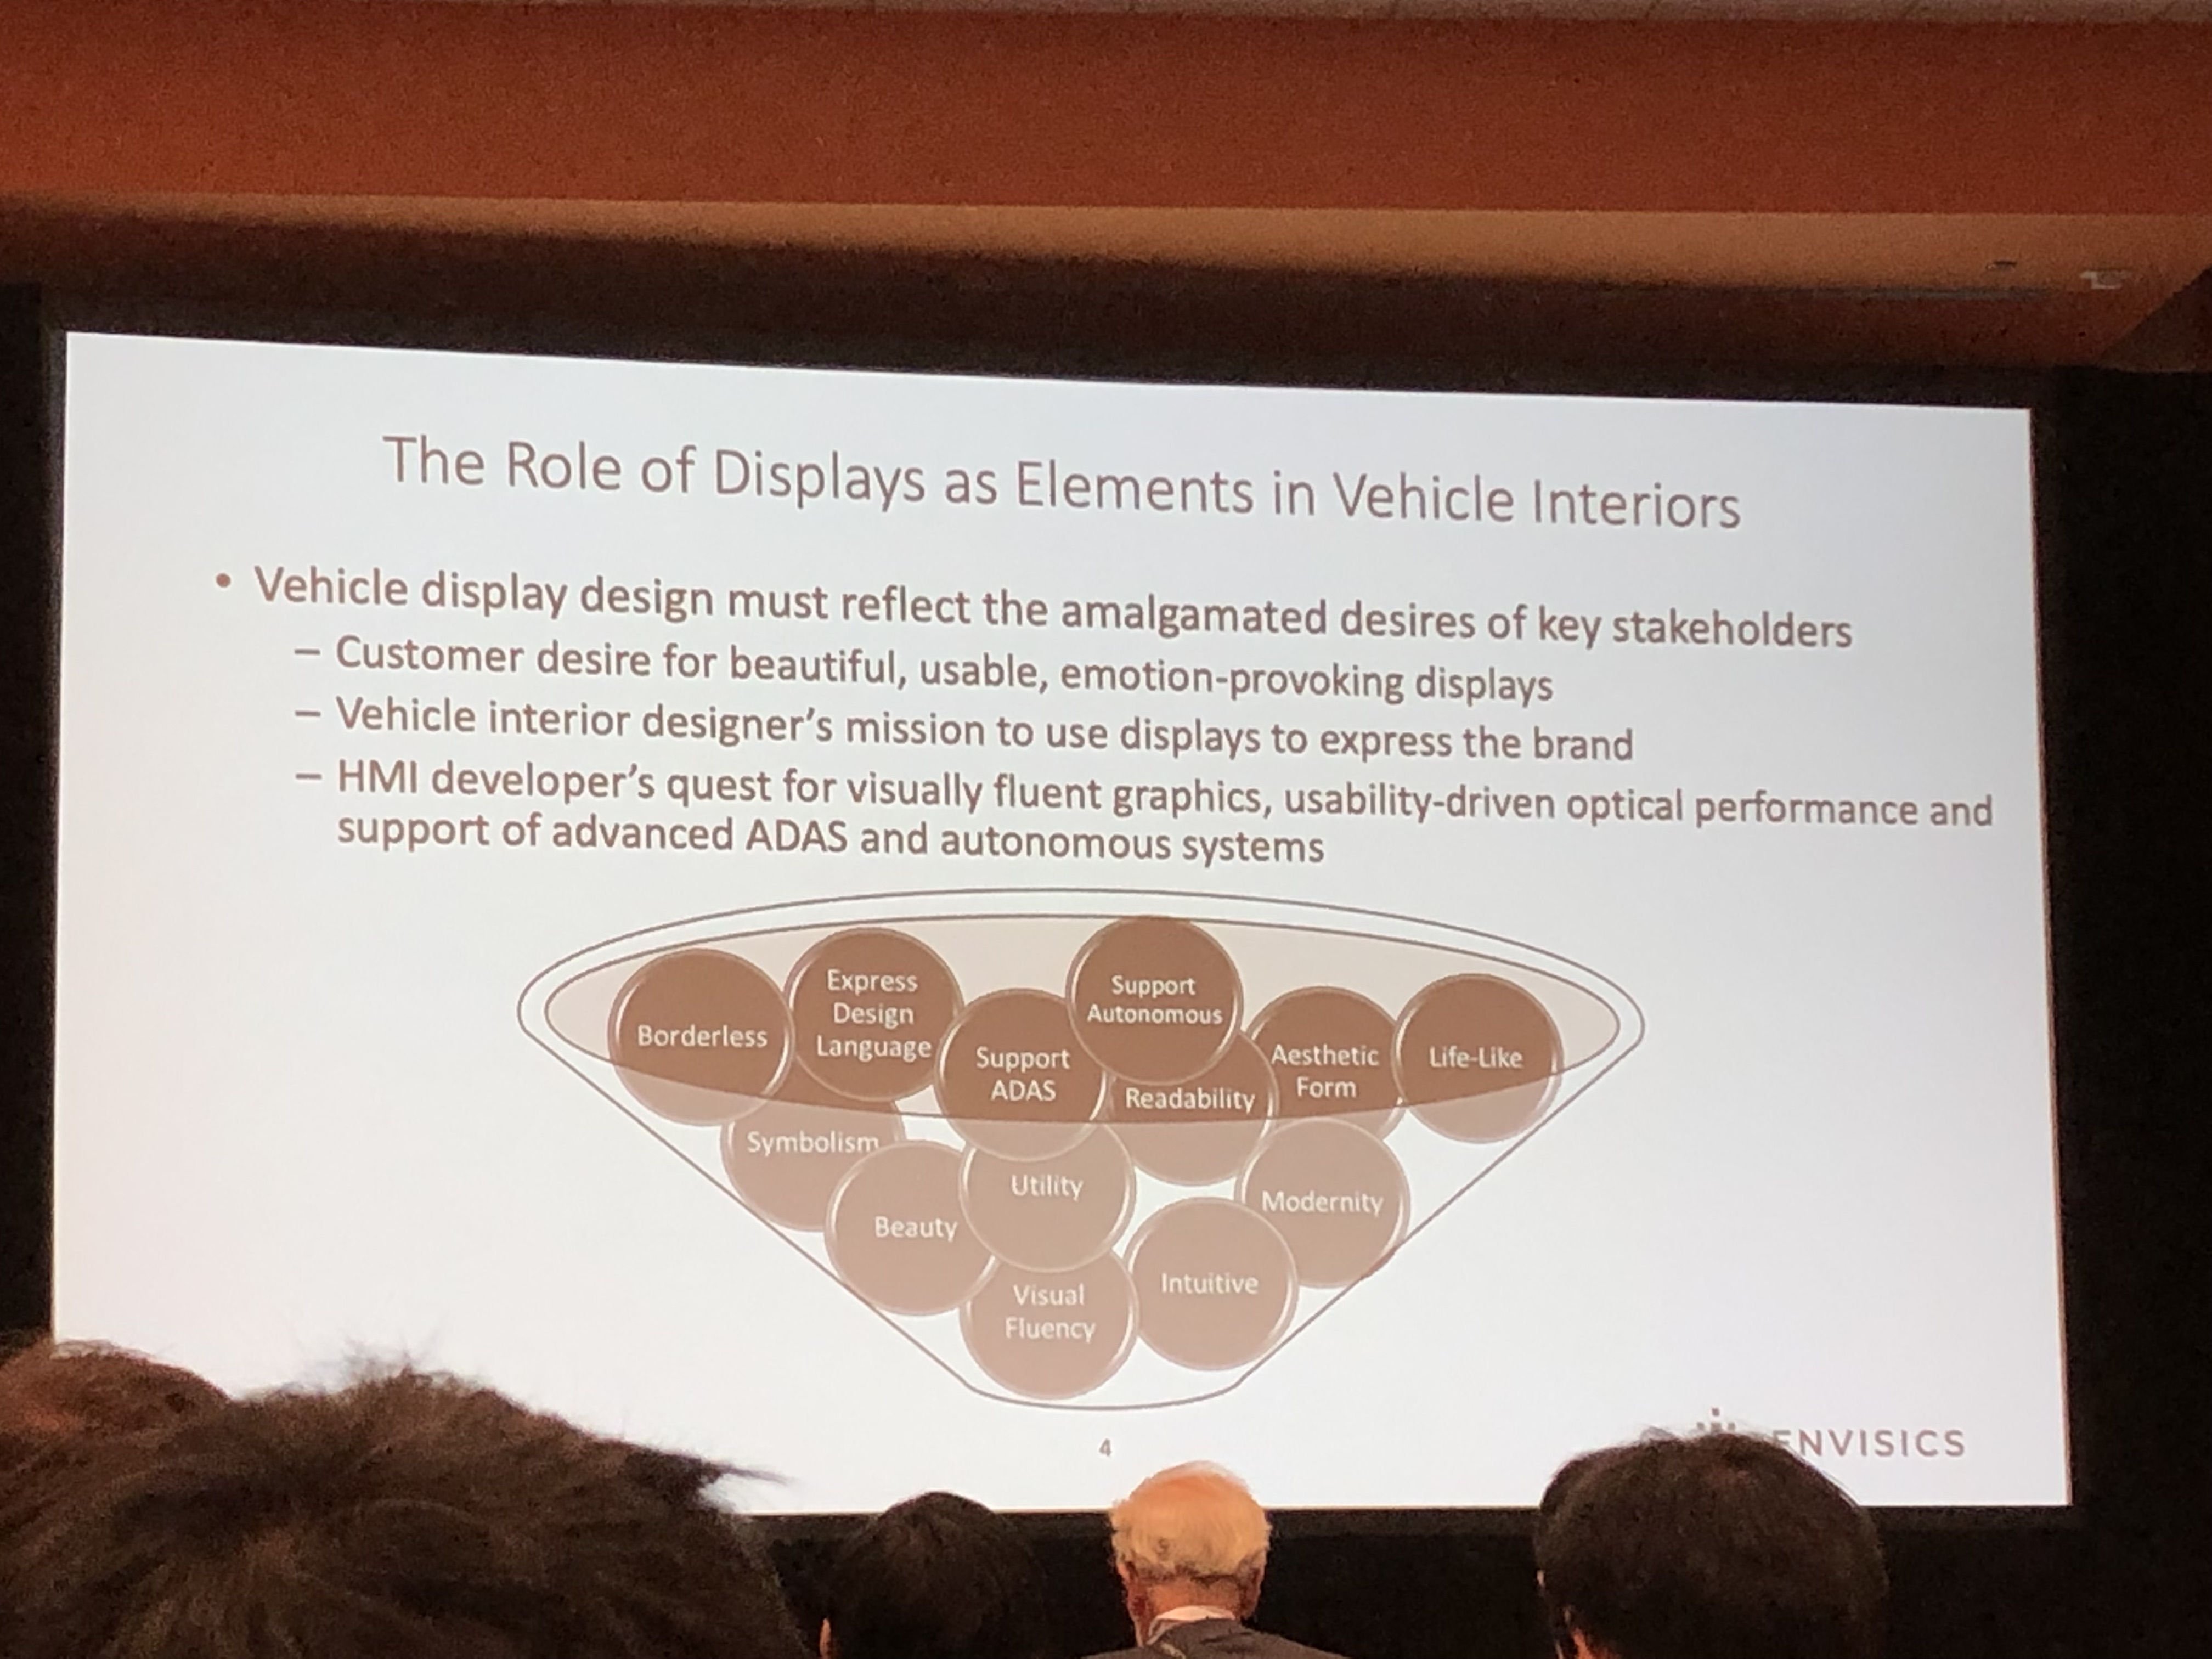 The Role of Displays as Elements in Vehicle Interiors
• Vehicle display design must reflect the amalgamated desires of key stakeholders
– Customer desire for beautiful, usable, emotion-provoking displays
– Vehicle interior designer's mission to use displays to express the brand
– HMI developer's quest for visually fluent graphics, usability-driven optical performance and
support of advanced ADAS and autonomous systems
Borderless
Express
Design
Language
Support
ADAS
Support
Autonomous
Readability
Aesthetic
Form
Life-Like
Symbolism
Beauty
Utility
Modernity
Visual
Fluency
Intuitive
4
ENVISICS